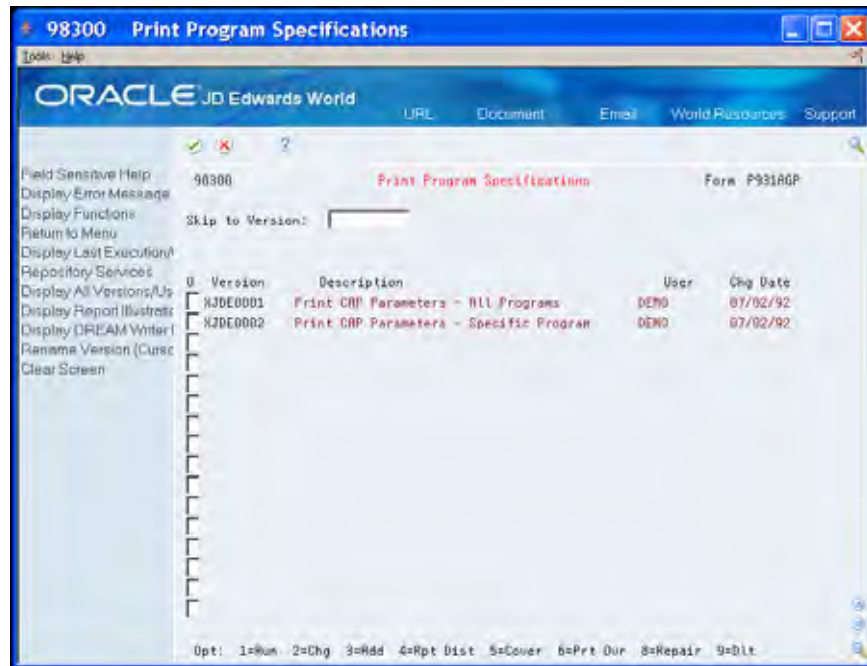 98300 Print Program Specifications
Tools Help
ORACLE JD Edwards World
URL Document Email World Resources Support
?
98300 Print Program Specifications Form P931AGP
Skip to Version:
O Version Description User Chg Date
XJDE0001 Print CAP Parameters - All Programs DEMO 07/02/92
XJDE0002 Print CAP Parameters - Specific Program DEMO 07/02/92
Field Sensitive Help
Display Error Message
Display Functions
Return to Menu
Display Last Execution/
Repository Services
Display All Versions/Us
Display Report Illustratic
Display DREAM Writer
Rename Version (Curso
Clear Screen
Opt: 1=Run 2=Chg 3=Add 4=Rpt Dist 5=Cover 6=Prt Ovr 8=Repair 9=Dlt